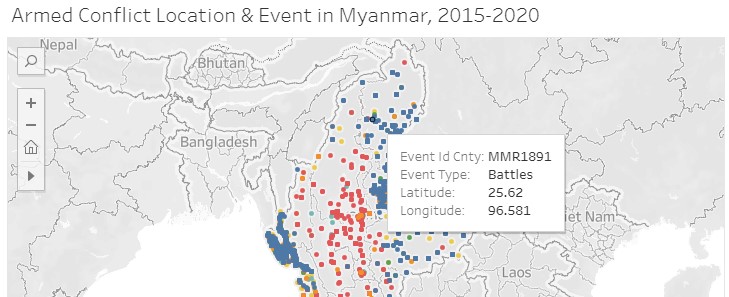 Armed Conflict Location & Event in Myanmar, 2015-2020
Nepal
Bhutan
Bangladesh
Event Id Cnty: MMR1891
Event Type: Battles
Latitude: 25.62
Longitude: 96.581
iet Nam
Laos